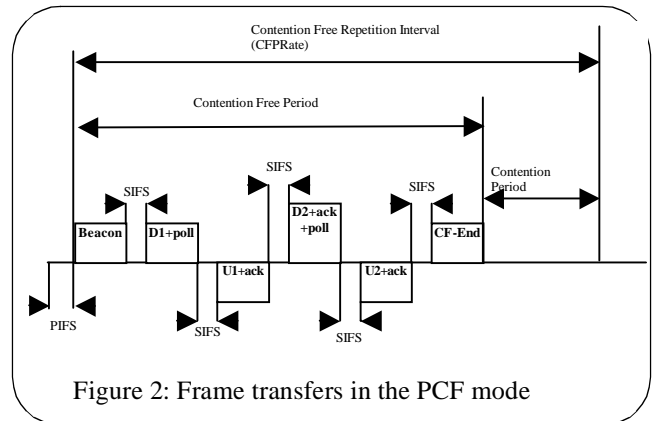 Contention Free Repetition Interval
(CFPRate)
Contention Free Period
Contention
Period
SIFS
SIFS
SIFS
D2+ack
+poll
Beacon
D1+poll
CF-End
U1+ack
U2+ack
PIFS
SIFS
SIFS
Figure 2: Frame transfers in the PCF mode